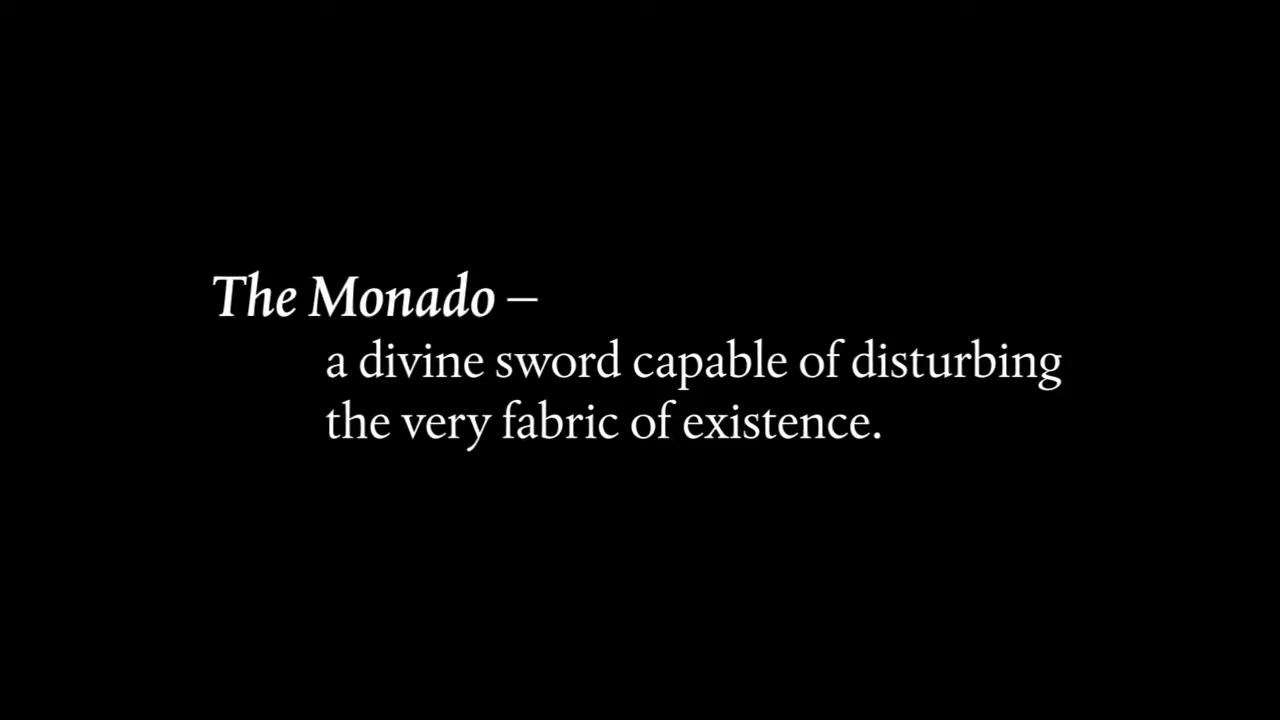 The Monado –
a divine sword capable of disturbing
the very fabric of existence.